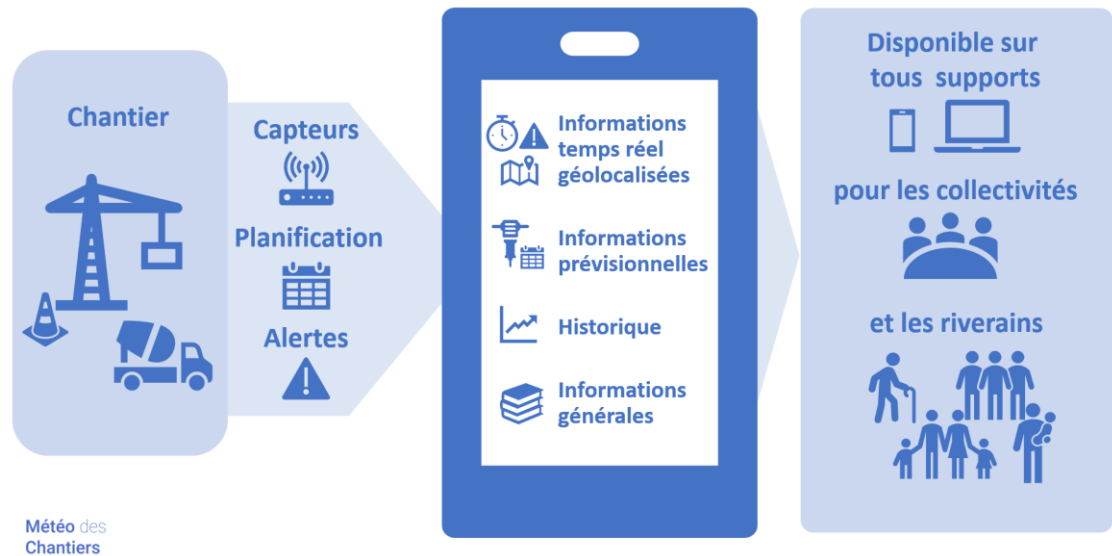 Chantier
Capteurs
Planification
Alertes
Informations
temps réel
géolocalisées
Informations
prévisionnelles
Historique
Informations
générales
Disponible sur
tous supports
pour les collectivités
et les riverains
Météo des
Chantiers